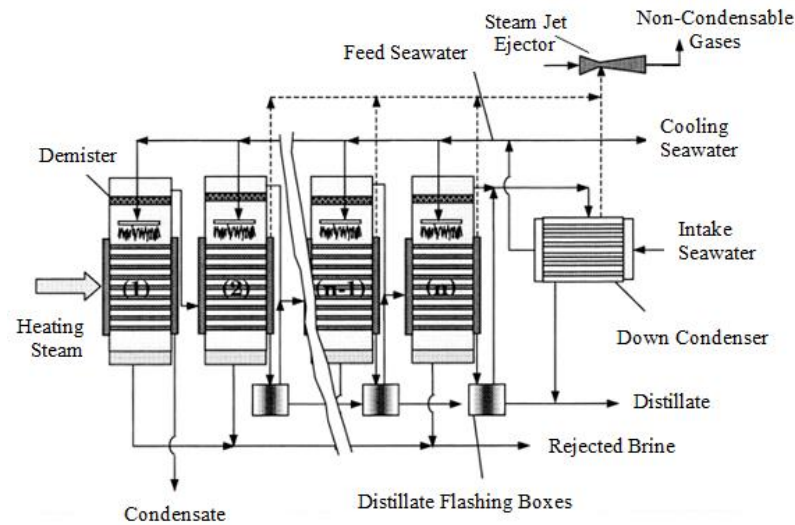 Non-Condensable
Gases
Steam Jet
Ejector
Feed Seawater
Cooling
Seawater
Demister
Intake
Seawater
(1)
(2)
(n-1)
(n)
Heating
Steam
Down Condenser
Distillate
Rejected Brine
Condensate
Distillate Flashing Boxes